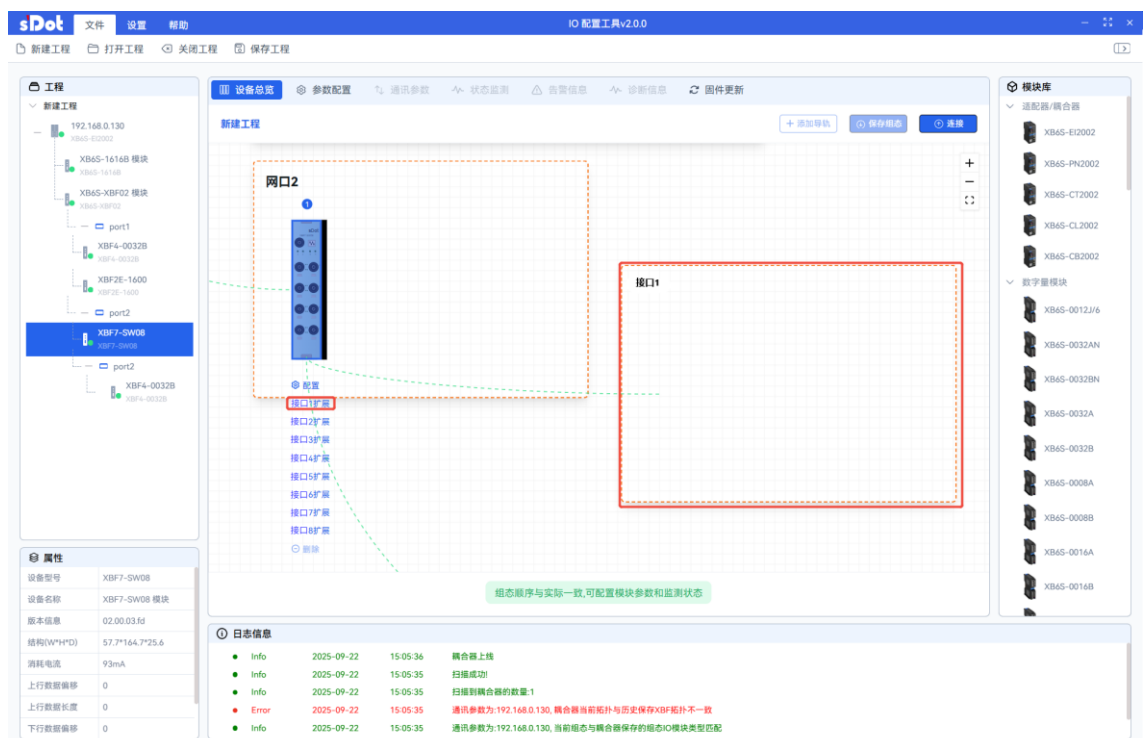 sDot 文件 设置 帮助 IO 配置工具v2.0.0
新建工程 打开工程 关闭工程 保存工程
工程
新建工程
192.168.0.130
XB6S-EI2002
XB6S-1616B 模块
XB6S-1616B
XB6S-XBF02 模块
XB6S-XBF02
port1
XBF4-0032B
XBF4-0032B
XBF2E-1600
XBF2E-1600
port2
XBF7-SW08
XBF7-SW08
port2
XBF4-0032B
XBF4-0032B
属性
设备型号 XBF7-SW08
设备名称 XBF7-SW08 模块
版本信息 02.00.03.fd
结构(W*H*D) 57.7*164.7*25.6
消耗电流 93mA
上行数据偏移 0
上行数据长度 0
下行数据偏移 0
设备总览 参数配置 通讯参数 状态监测 告警信息 诊断信息 固件更新
新建工程 + 添加导轨 保存组态 连接
网口2
1
配置
接口1扩展
接口2扩展
接口3扩展
接口4扩展
接口5扩展
接口6扩展
接口7扩展
接口8扩展
删除
接口1
组态顺序与实际一致,可配置模块参数和监测状态
日志信息
Info 2025-09-22 15:05:36 耦合器上线
Info 2025-09-22 15:05:35 扫描成功!
Info 2025-09-22 15:05:35 扫描到耦合器的数量:1
Error 2025-09-22 15:05:35 通讯参数为:192.168.0.130, 耦合器当前拓扑与历史保存XBF拓扑不一致
Info 2025-09-22 15:05:35 通讯参数为:192.168.0.130, 当前组态与耦合器保存的组态IO模块类型匹配
模块库
适配器/耦合器
XB6S-EI2002
XB6S-PN2002
XB6S-CT2002
XB6S-CL2002
XB6S-CB2002
数字量模块
XB6S-0012J/6
XB6S-0032AN
XB6S-0032BN
XB6S-0032A
XB6S-0032B
XB6S-0008A
XB6S-0008B
XB6S-0016A
XB6S-0016B